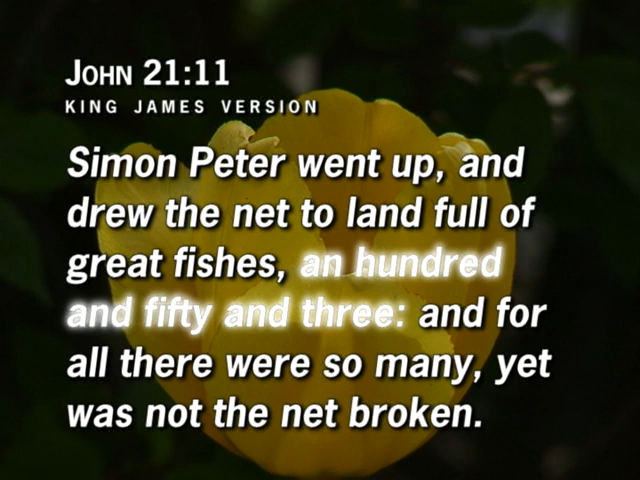 John 21:11
KING JAMES VERSION
Simon Peter went up, and
drew the net to land full of
great fishes, an hundred
and fifty and three: and for
all there were so many, yet
was not the net broken.